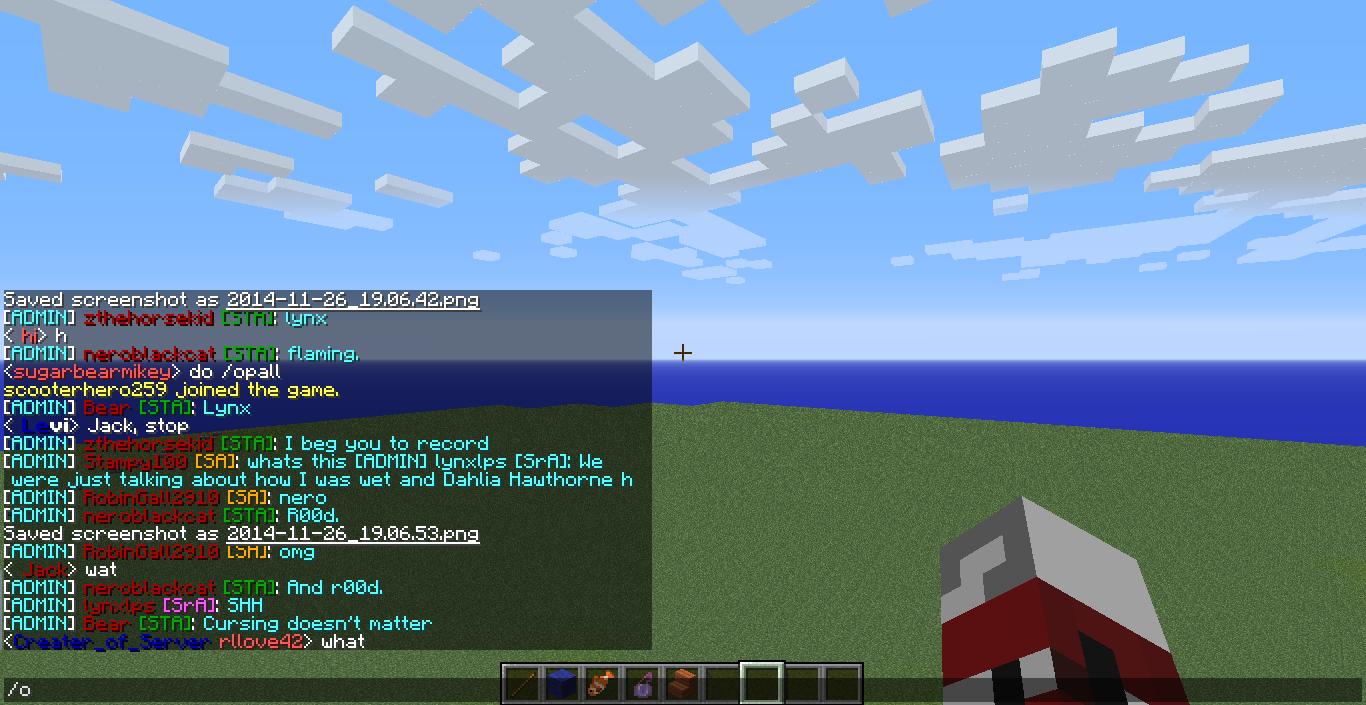 Saved screenshot as 2014-11-26_19.06.42.png
[ADMIN] zthehorsekid [STA]: lynx
< hi> h
[ADMIN] neroblackcat [STA]: flaming.
<sugarbearmikey> do /opall
scooterhero259 joined the game.
[ADMIN] Bear [STA]: Lynx
< Levi> Jack, stop
[ADMIN] zthehorsekid [STA]: I beg you to record
[ADMIN] Stampy100 [SA]: whats this [ADMIN] lynxlps [SrA]: We
were just talking about how I was wet and Dahlia Hawthorne h
[ADMIN] RobinGall2910 [SA]: nero
[ADMIN] neroblackcat [STA]: R00d.
Saved screenshot as 2014-11-26_19.06.53.png
[ADMIN] RobinGall2910 [SA]: omg
< Jack> wat
[ADMIN] neroblackcat [STA]: And r00d.
[ADMIN] lynxlps [SrA]: SHH
[ADMIN] Bear [STA]: Cursing doesn't matter
<Creater_of_Server rllove42> what
/o